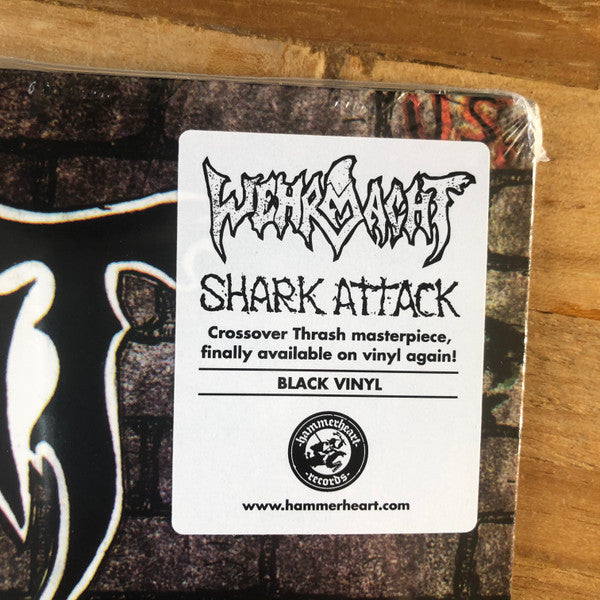 WEHRMACHT
SHARK ATTACK
Crossover Thrash masterpiece,
finally available on vinyl again!
BLACK VINYL
·hammerheart·
records
www.hammerheart.com